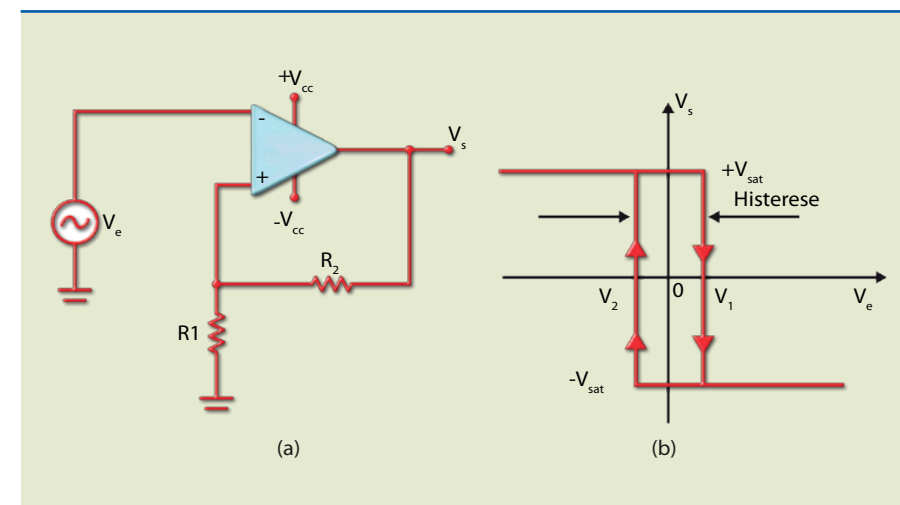 +Vcc
-
Vs
+
-Vcc
Ve
R2
R1
(a)
Vs
+Vsat
Histerese
V2
0
V1
Ve
-Vsat
(b)